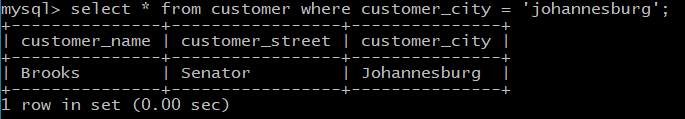 mysql> select * from customer where customer_city = 'johannesburg';
+---------------+-----------------+---------------+
| customer_name | customer_street | customer_city |
+---------------+-----------------+---------------+
| Brooks        | Senator         | Johannesburg  |
+---------------+-----------------+---------------+
1 row in set (0.00 sec)